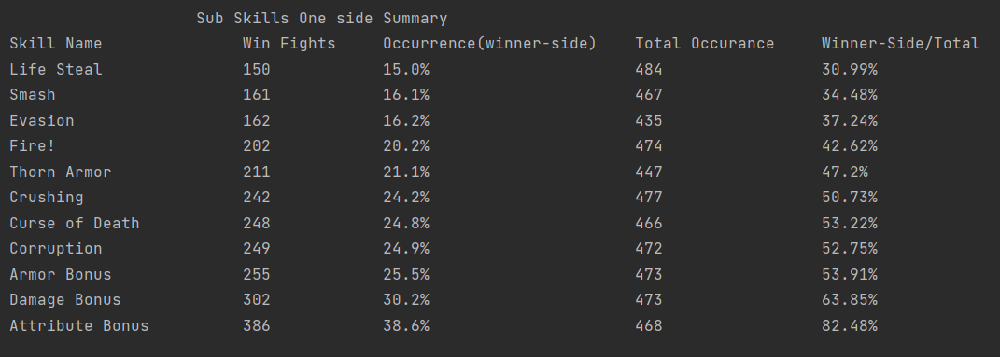 Sub Skills One side Summary
Skill Name Win Fights Occurrence(winner-side) Total Occurance Winner-Side/Total
Life Steal 150 15.0% 484 30.99%
Smash 161 16.1% 467 34.48%
Evasion 162 16.2% 435 37.24%
Fire! 202 20.2% 474 42.62%
Thorn Armor 211 21.1% 447 47.2%
Crushing 242 24.2% 477 50.73%
Curse of Death 248 24.8% 466 53.22%
Corruption 249 24.9% 472 52.75%
Armor Bonus 255 25.5% 473 53.91%
Damage Bonus 302 30.2% 473 63.85%
Attribute Bonus 386 38.6% 468 82.48%